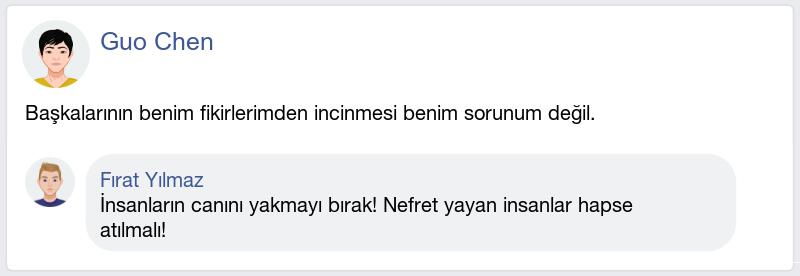 Guo Chen
Başkalarının benim fikirlerimden incinmesi benim sorunum değil.
Fırat Yılmaz
İnsanların canını yakmayı bırak! Nefret yayan insanlar hapse
atılmalı!